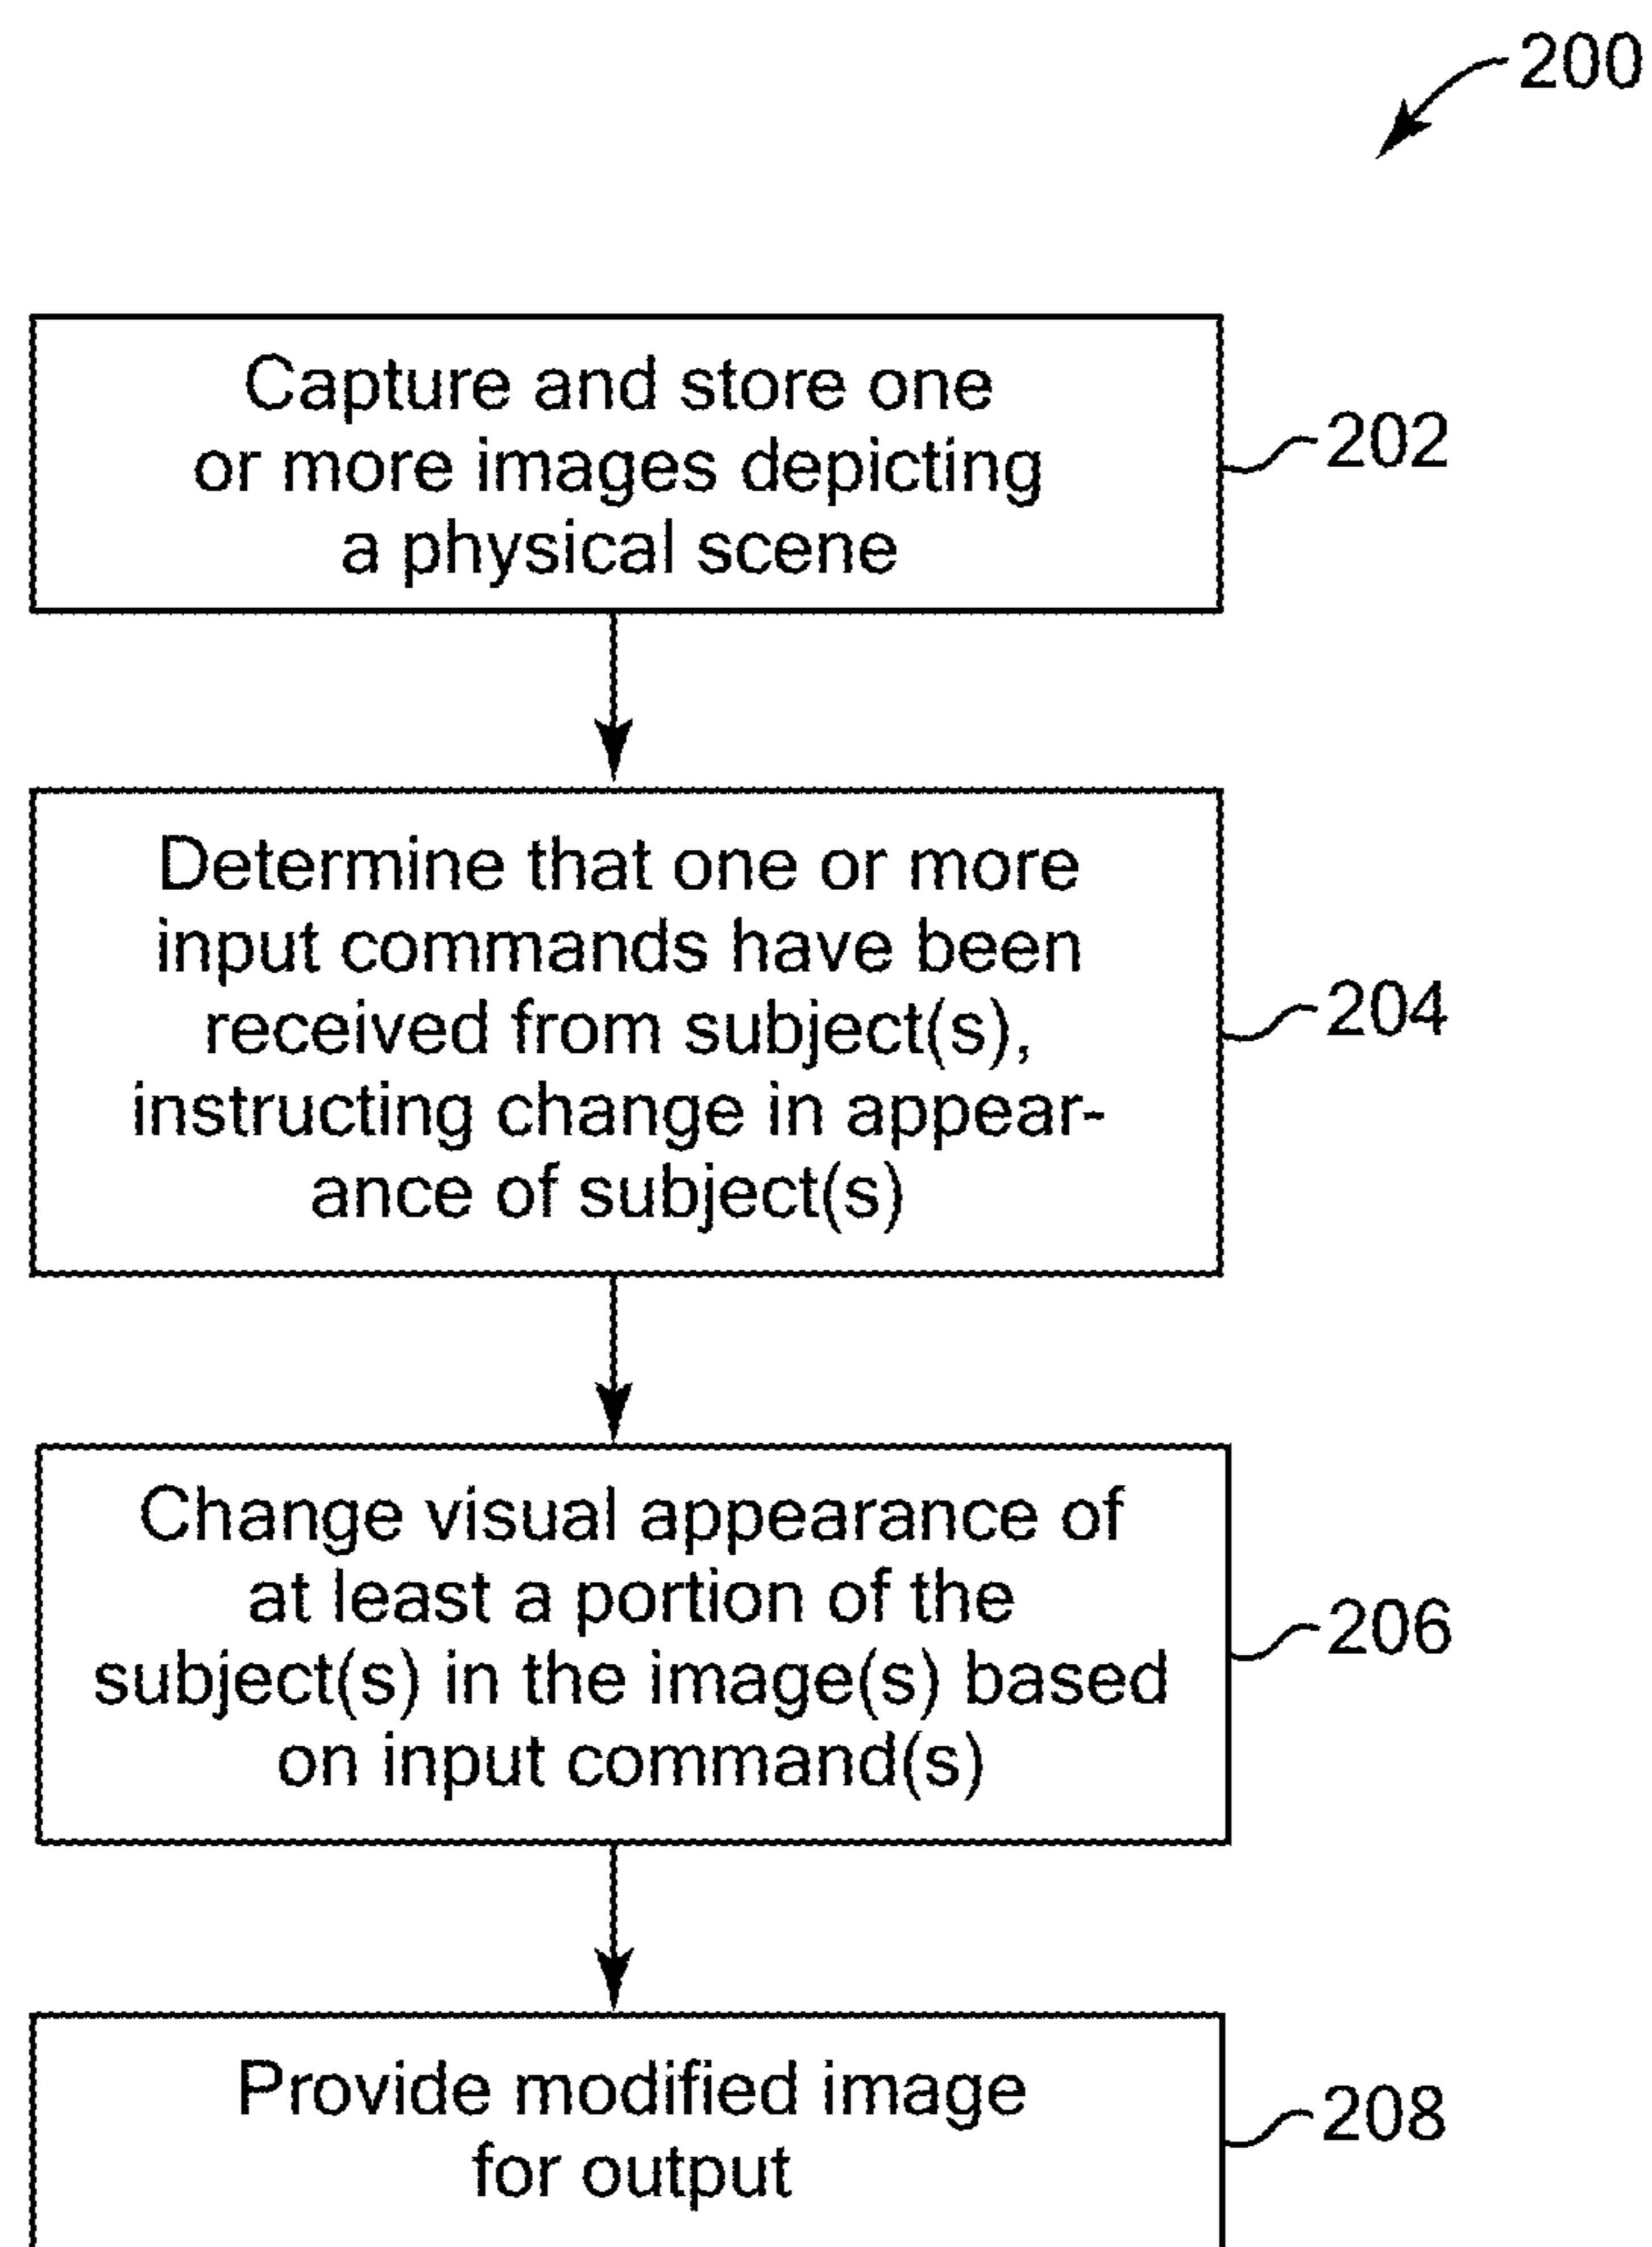 200
Capture and store one
or more images depicting
a physical scene
202
Determine that one or more
input commands have been
received from subject(s),
instructing change in appear-
ance of subject(s)
204
Change visual appearance of
at least a portion of the
subject(s) in the image(s) based
on input command(s)
206
Provide modified image
for output
208